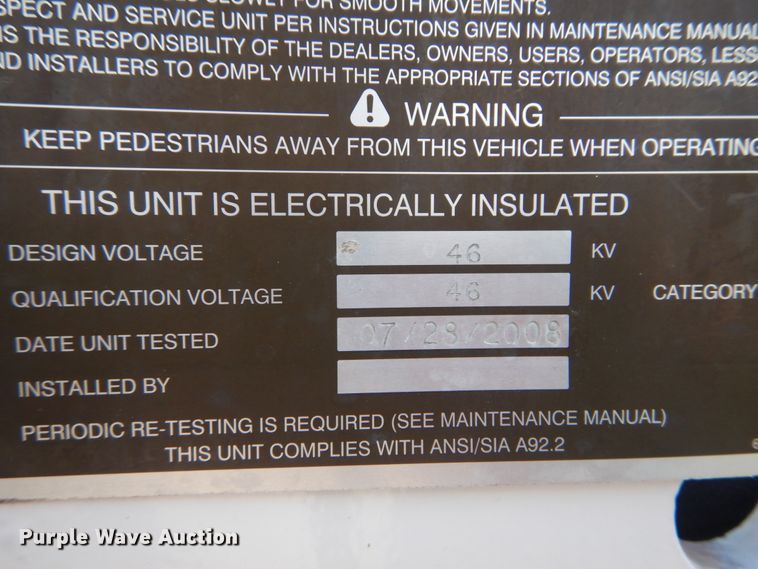 SLOWLY FOR SMOOTH MOVEMENTS.
SPECT AND SERVICE UNIT PER INSTRUCTIONS GIVEN IN MAINTENANCE MANUAL
IS THE RESPONSIBILITY OF THE DEALERS, OWNERS, USERS, OPERATORS, LESS
ND INSTALLERS TO COMPLY WITH THE APPROPRIATE SECTIONS OF ANSI/SIA A92
! WARNING
KEEP PEDESTRIANS AWAY FROM THIS VEHICLE WHEN OPERATING
THIS UNIT IS ELECTRICALLY INSULATED
DESIGN VOLTAGE 46 KV
QUALIFICATION VOLTAGE 46 KV CATEGORY
DATE UNIT TESTED 07/28/2008
INSTALLED BY
PERIODIC RE-TESTING IS REQUIRED (SEE MAINTENANCE MANUAL)
THIS UNIT COMPLIES WITH ANSI/SIA A92.2
Purple Wave Auction